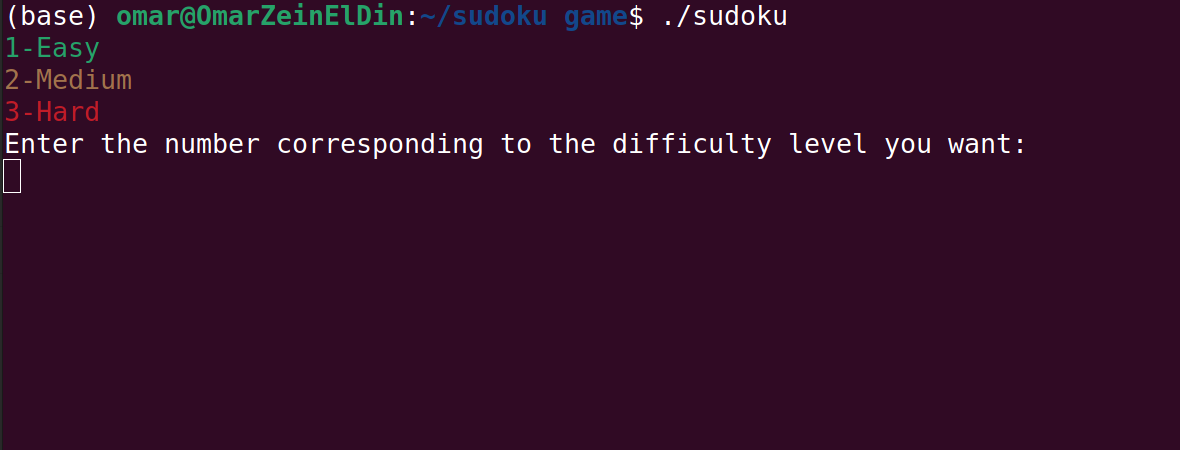 (base) omar@OmarZeinElDin:~/sudoku game$ ./sudoku
1-Easy
2-Medium
3-Hard
Enter the number corresponding to the difficulty level you want: